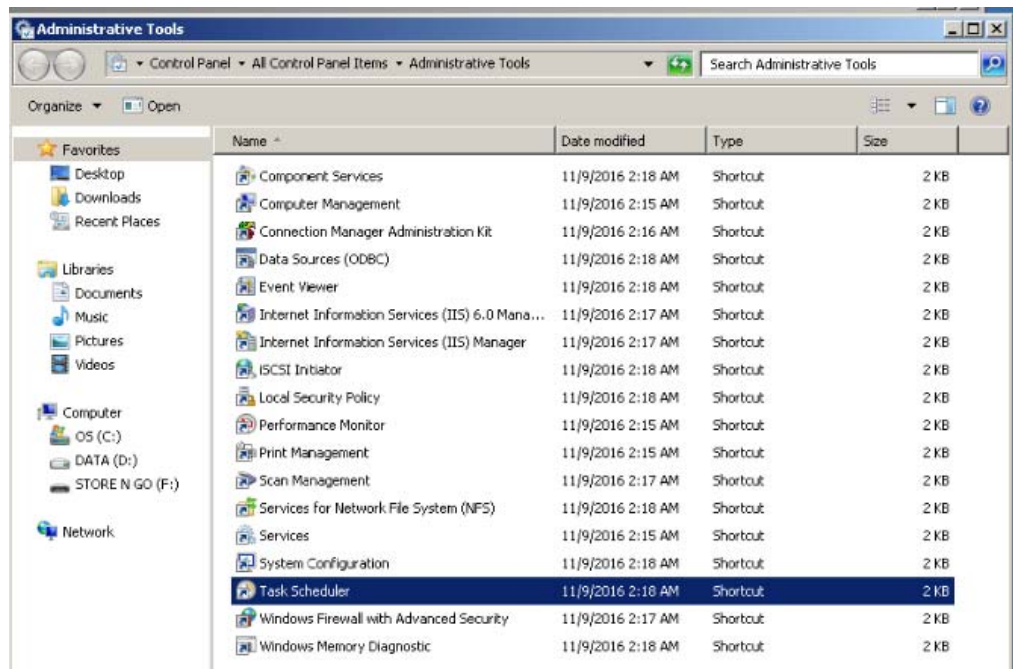 Administrative Tools
Control Panel All Control Panel Items Administrative Tools Search Administrative Tools
Organize Open
Name Date modified Type Size
Favorites
Desktop
Downloads
Recent Places
Libraries
Documents
Music
Pictures
Videos
Computer
OS (C:)
DATA (D:)
STORE N GO (F:)
Network
Component Services 11/9/2016 2:18 AM Shortcut 2 KB
Computer Management 11/9/2016 2:15 AM Shortcut 2 KB
Connection Manager Administration Kit 11/9/2016 2:16 AM Shortcut 2 KB
Data Sources (ODBC) 11/9/2016 2:18 AM Shortcut 2 KB
Event Viewer 11/9/2016 2:18 AM Shortcut 2 KB
Internet Information Services (IIS) 6.0 Mana... 11/9/2016 2:17 AM Shortcut 2 KB
Internet Information Services (IIS) Manager 11/9/2016 2:17 AM Shortcut 2 KB
iSCSI Initiator 11/9/2016 2:18 AM Shortcut 2 KB
Local Security Policy 11/9/2016 2:18 AM Shortcut 2 KB
Performance Monitor 11/9/2016 2:15 AM Shortcut 2 KB
Print Management 11/9/2016 2:15 AM Shortcut 2 KB
Scan Management 11/9/2016 2:17 AM Shortcut 2 KB
Services for Network File System (NFS) 11/9/2016 2:17 AM Shortcut 2 KB
Services 11/9/2016 2:15 AM Shortcut 2 KB
System Configuration 11/9/2016 2:18 AM Shortcut 2 KB
Task Scheduler 11/9/2016 2:18 AM Shortcut 2 KB
Windows Firewall with Advanced Security 11/9/2016 2:17 AM Shortcut 2 KB
Windows Memory Diagnostic 11/9/2016 2:18 AM Shortcut 2 KB